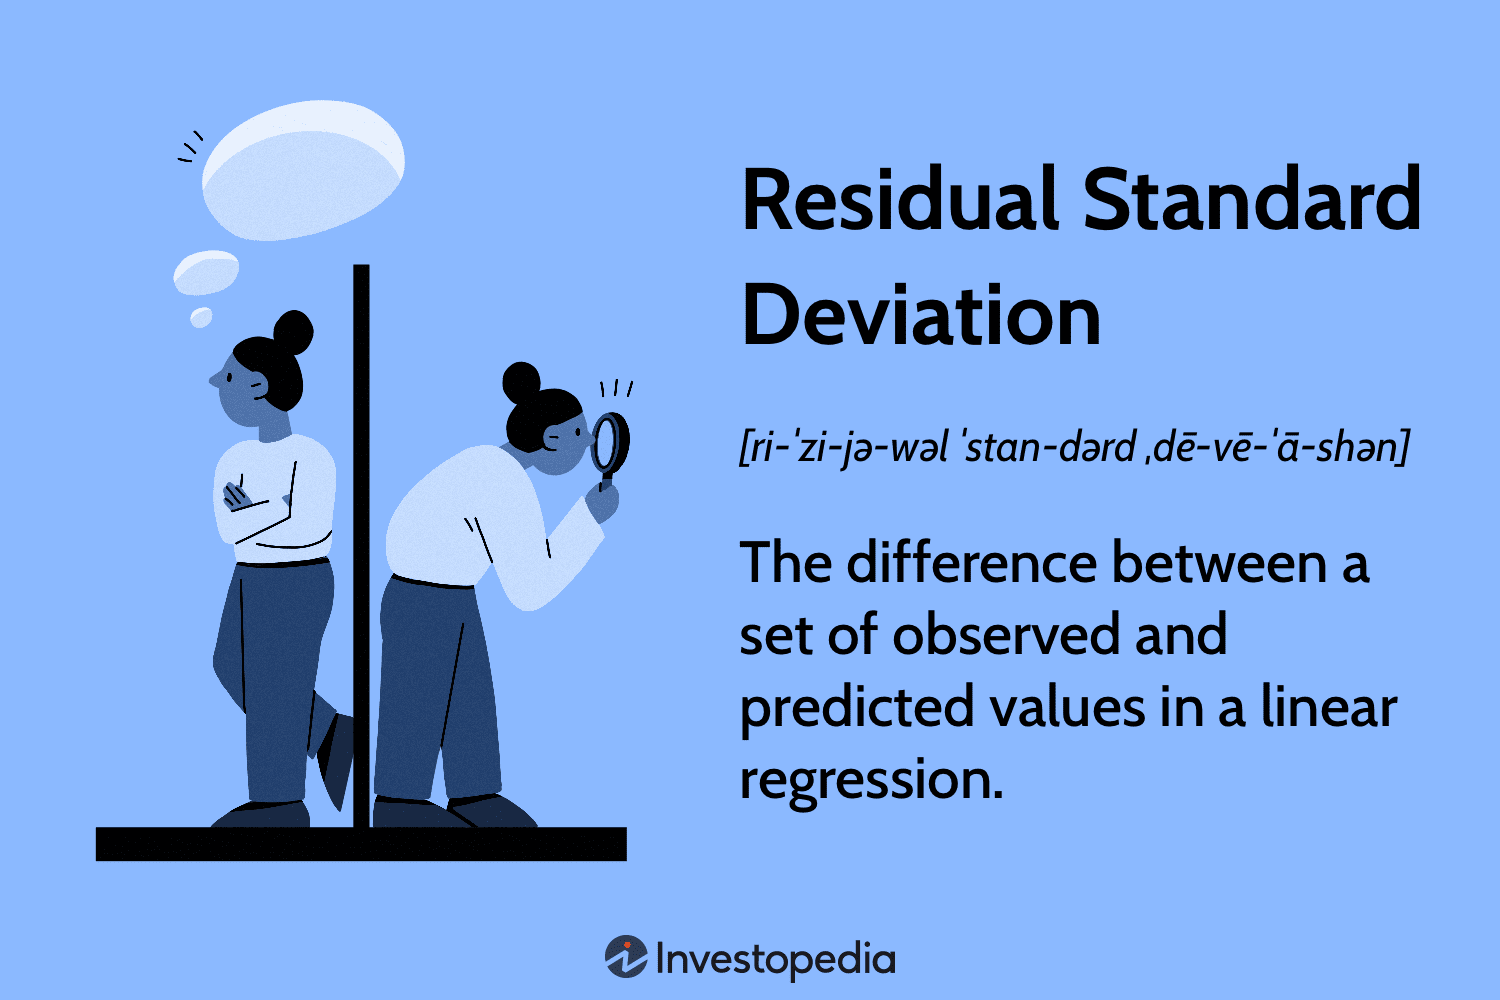 Residual Standard
Deviation
[ri-ˈzi-jə-wəl ˈstan-dərd ˌdē-vē-ˈā-shən]
The difference between a
set of observed and
predicted values in a linear
regression.
Investopedia